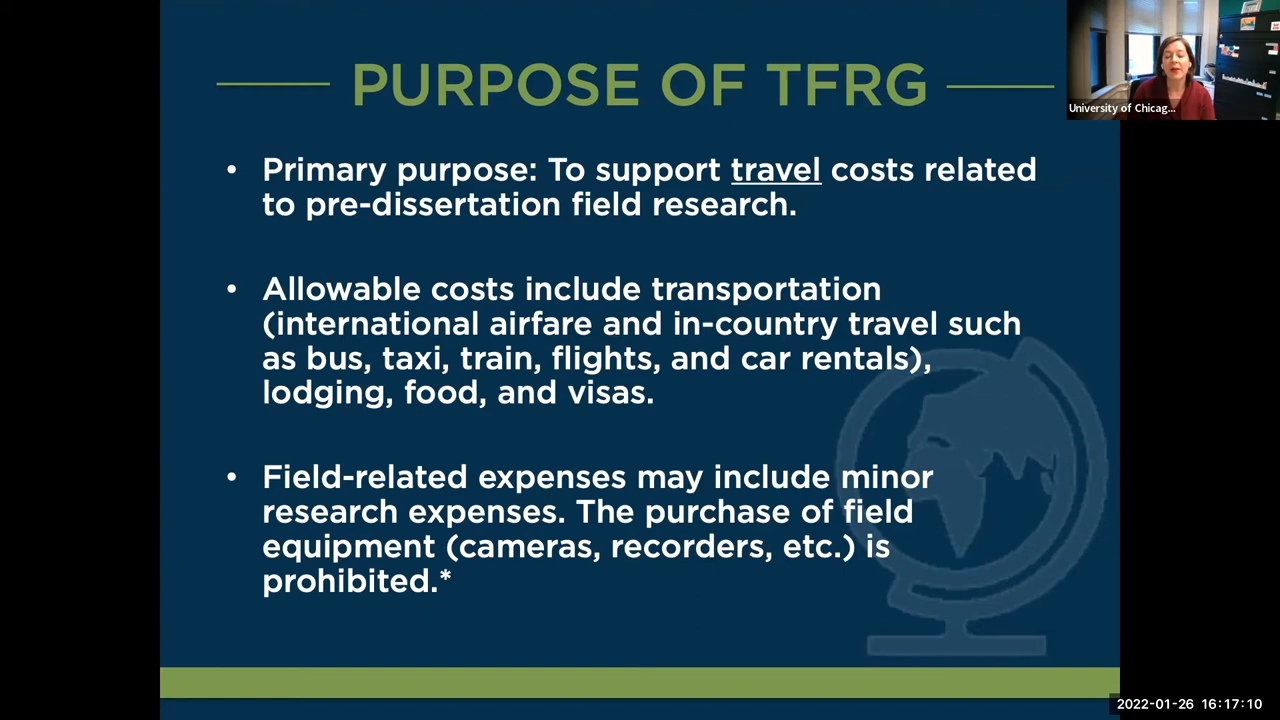 PURPOSE OF TFRG
• Primary purpose: To support travel costs related
to pre-dissertation field research.
• Allowable costs include transportation
(international airfare and in-country travel such
as bus, taxi, train, flights, and car rentals),
lodging, food, and visas.
• Field-related expenses may include minor
research expenses. The purchase of field
equipment (cameras, recorders, etc.) is
prohibited.*
University of Chicag...
2022-01-26 16:17:10